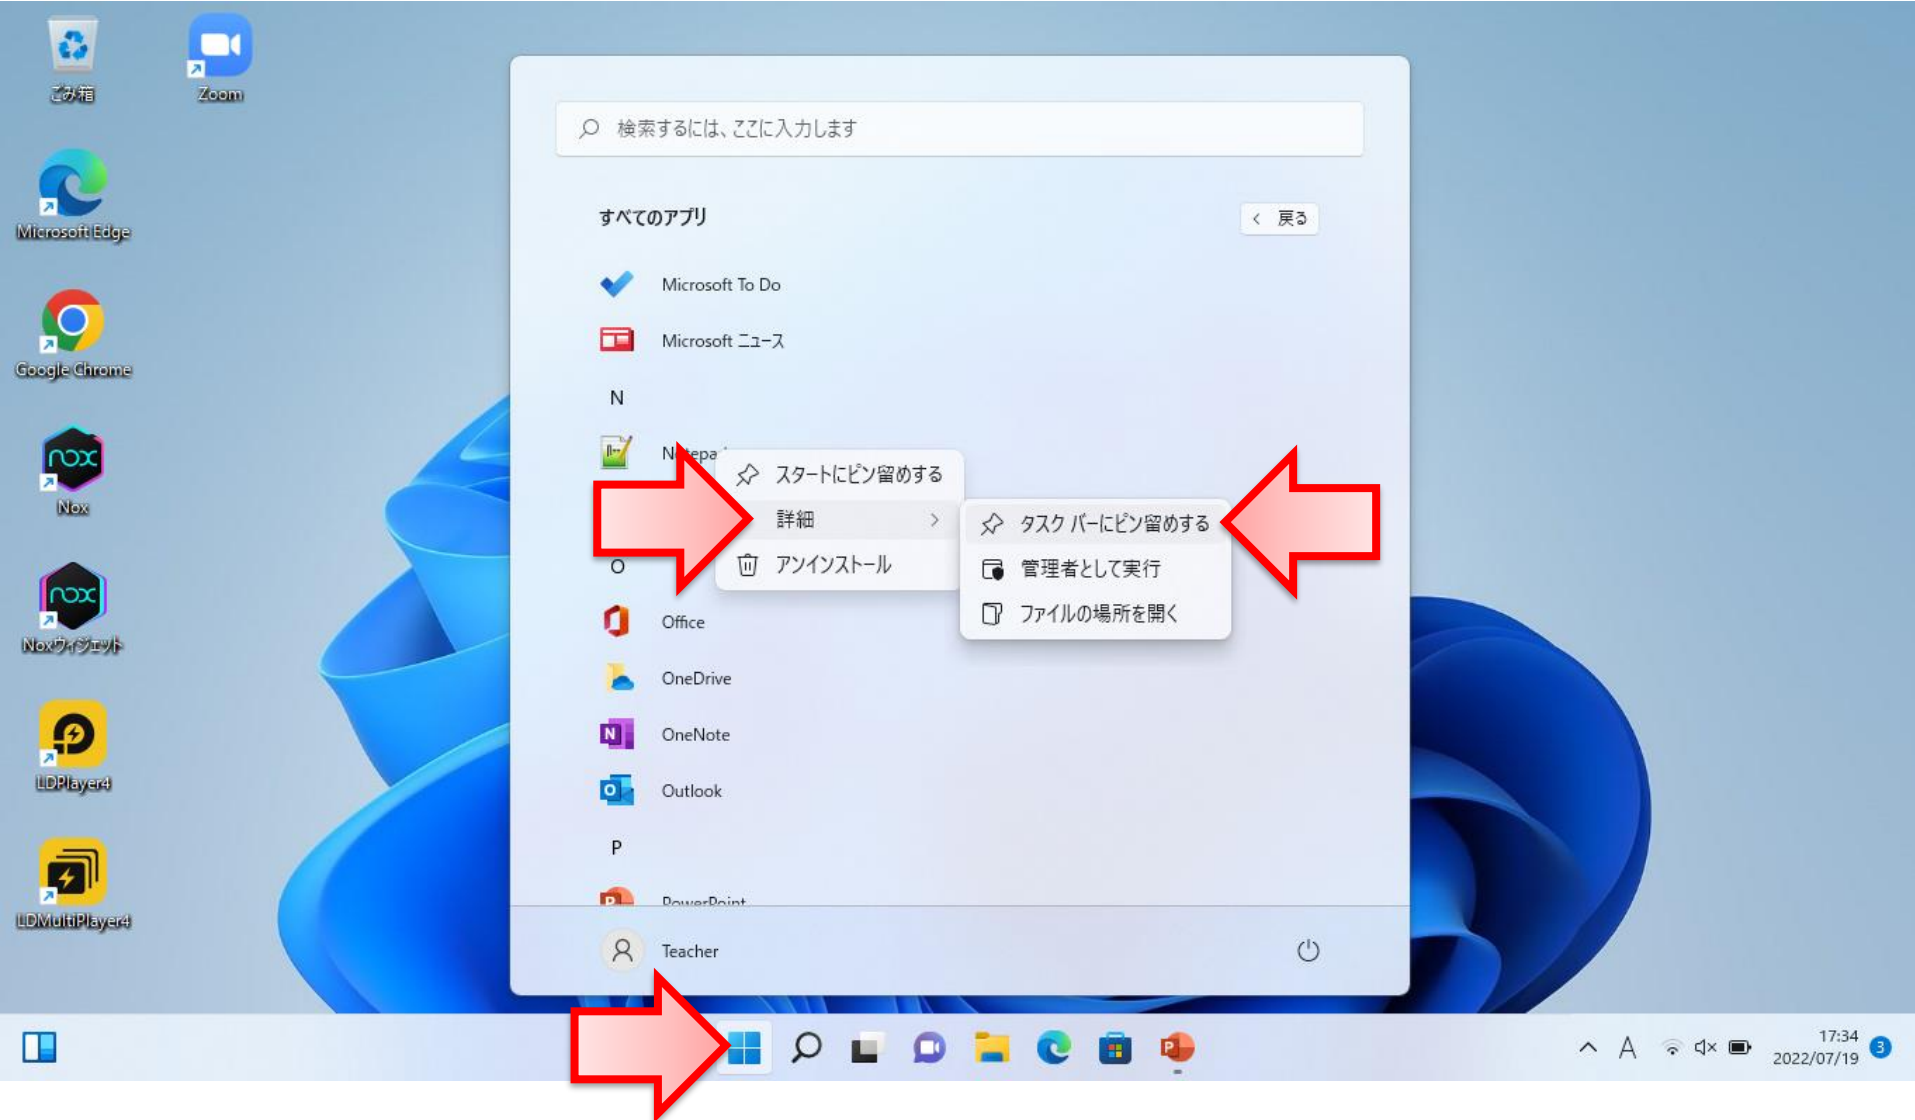 ごみ箱
Zoom
Microsoft Edge
Google Chrome
nox
Nox
nox
Noxウィジェット
LDPlayer4
LDMultiPlayer4
検索するには、ここに入力します
すべてのアプリ
戻る
Microsoft To Do
Microsoft ニュース
N
スタートにピン留めする
詳細
アンインストール
タスク バーにピン留めする
管理者として実行
ファイルの場所を開く
O
Office
OneDrive
OneNote
Outlook
P
PowerPoint
Teacher
A
17:34
2022/07/19
3